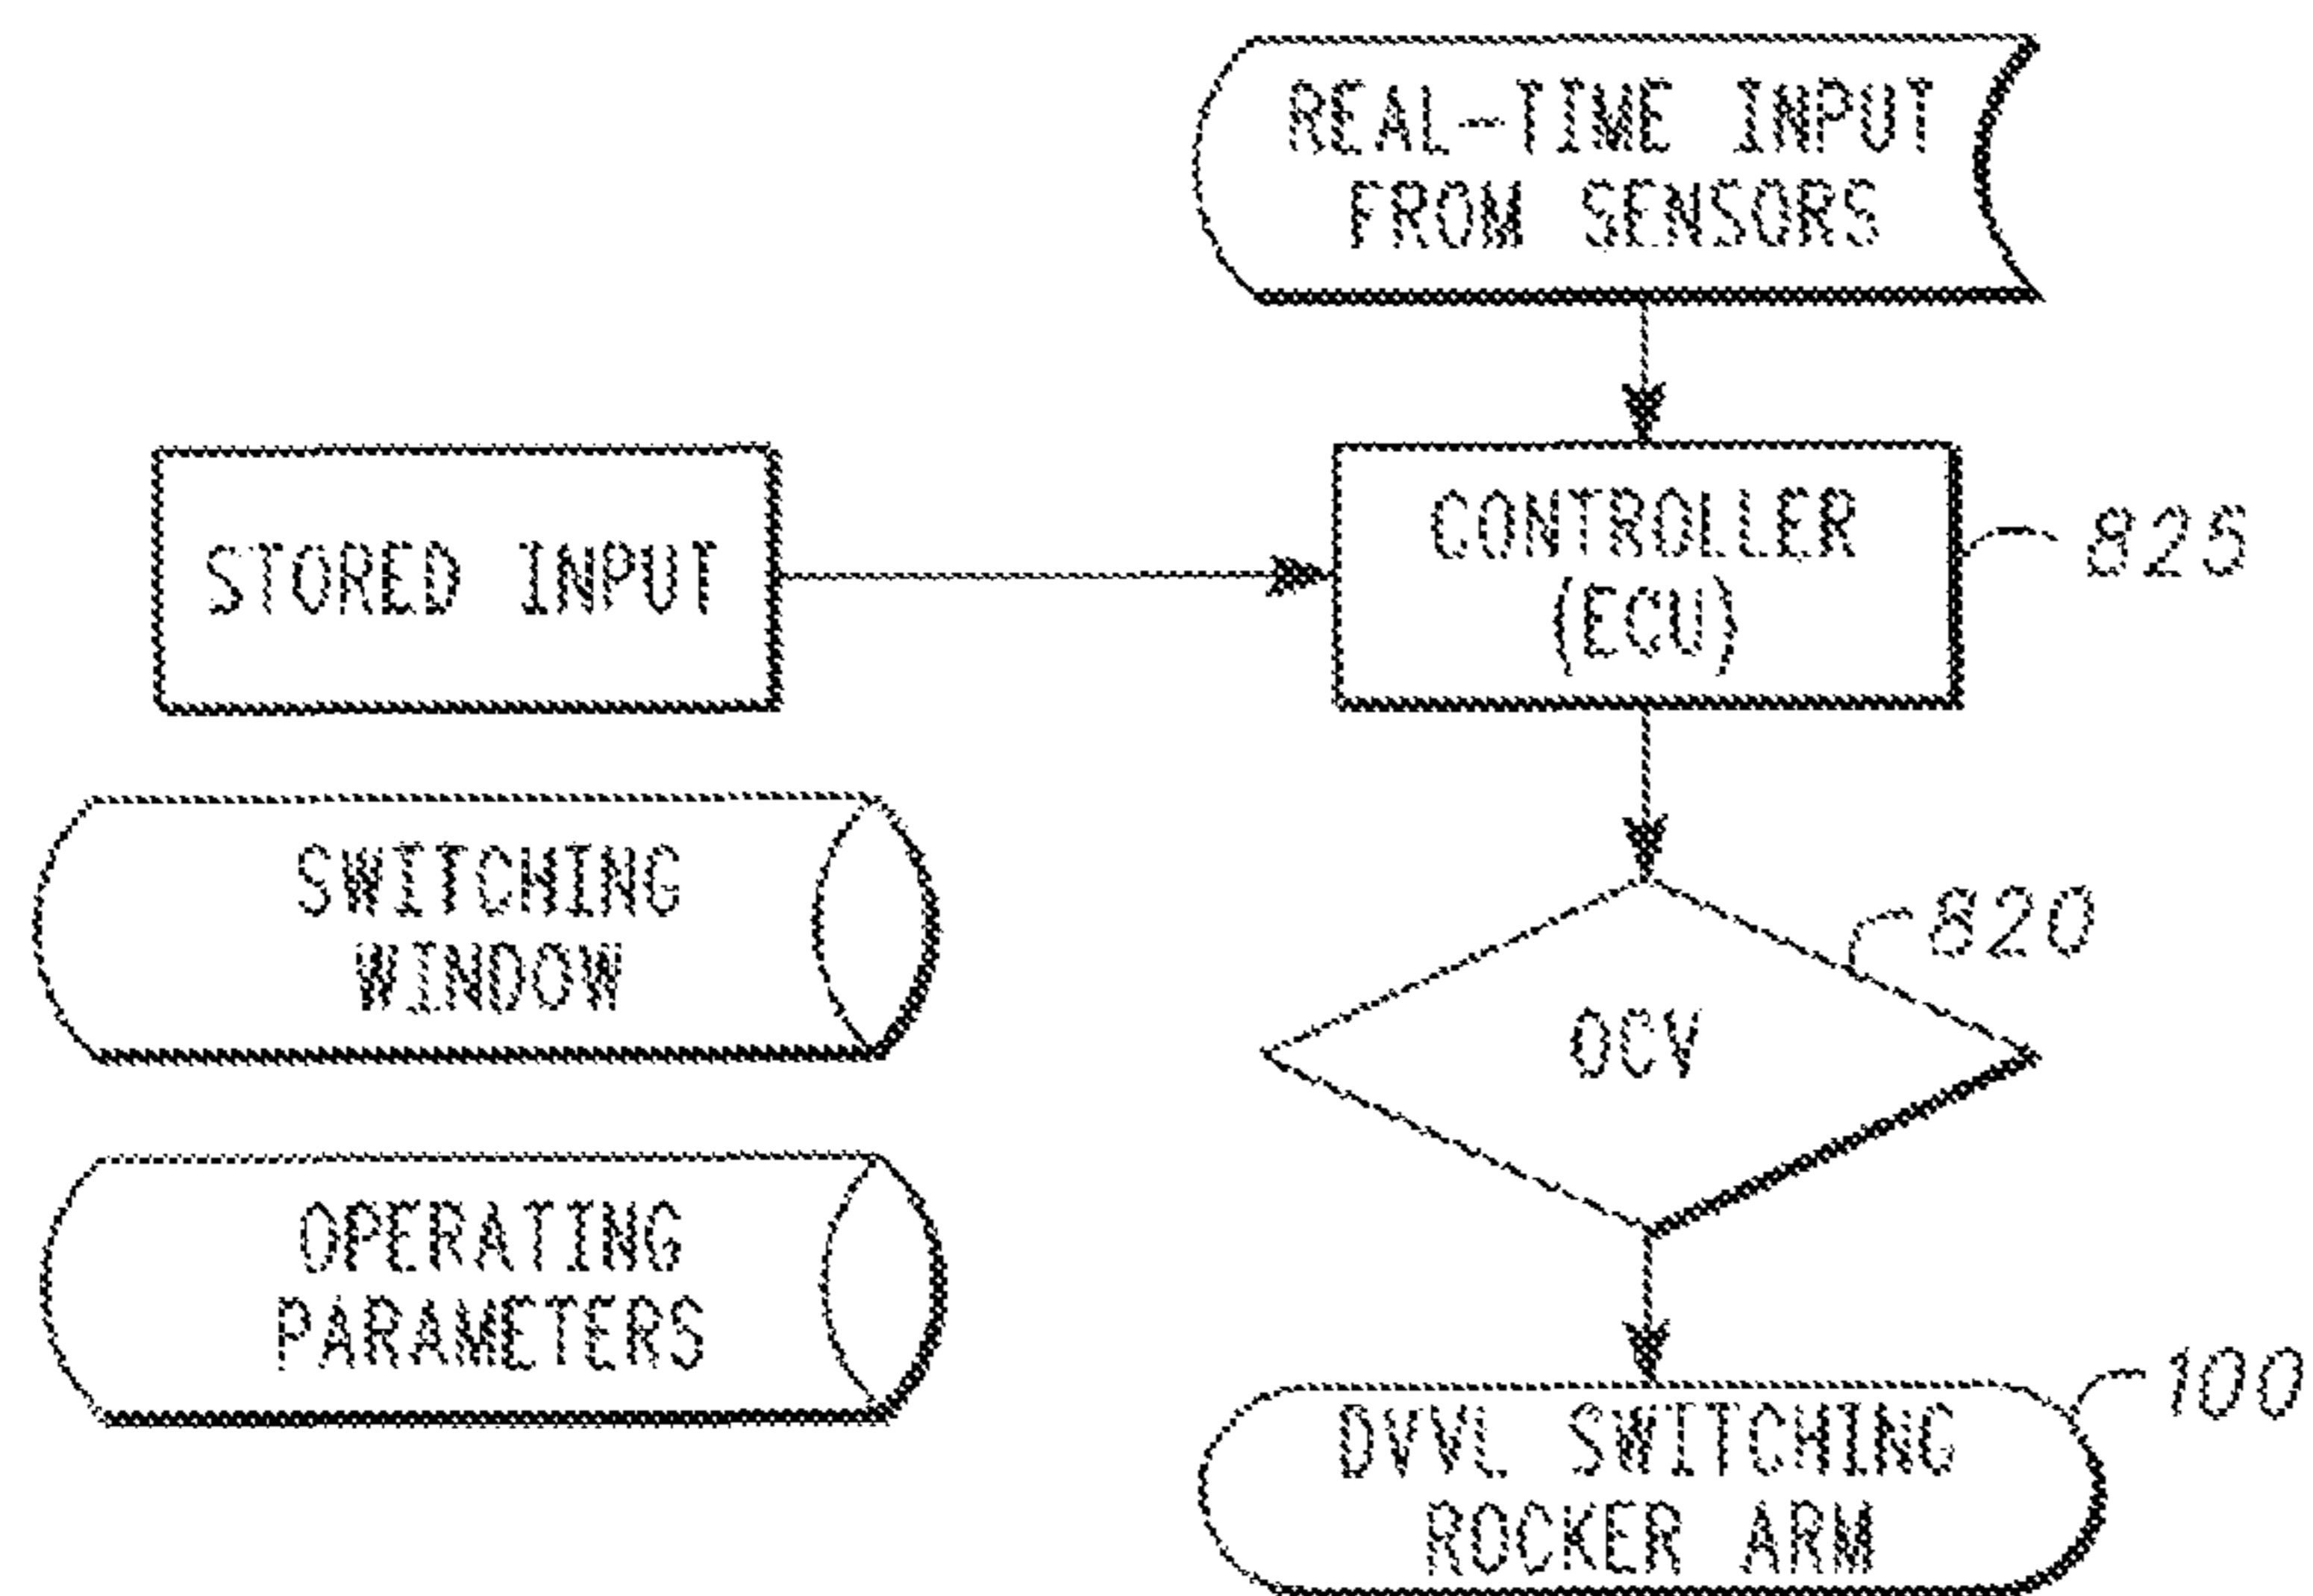 REAL-TIME INPUT
FROM SENSORS
STORED INPUT
CONTROLLER
(ECU)
825
SWITCHING
WINDOW
820
OCV
OPERATING
PARAMETERS
100
DVVL SWITCHING
ROCKER ARM